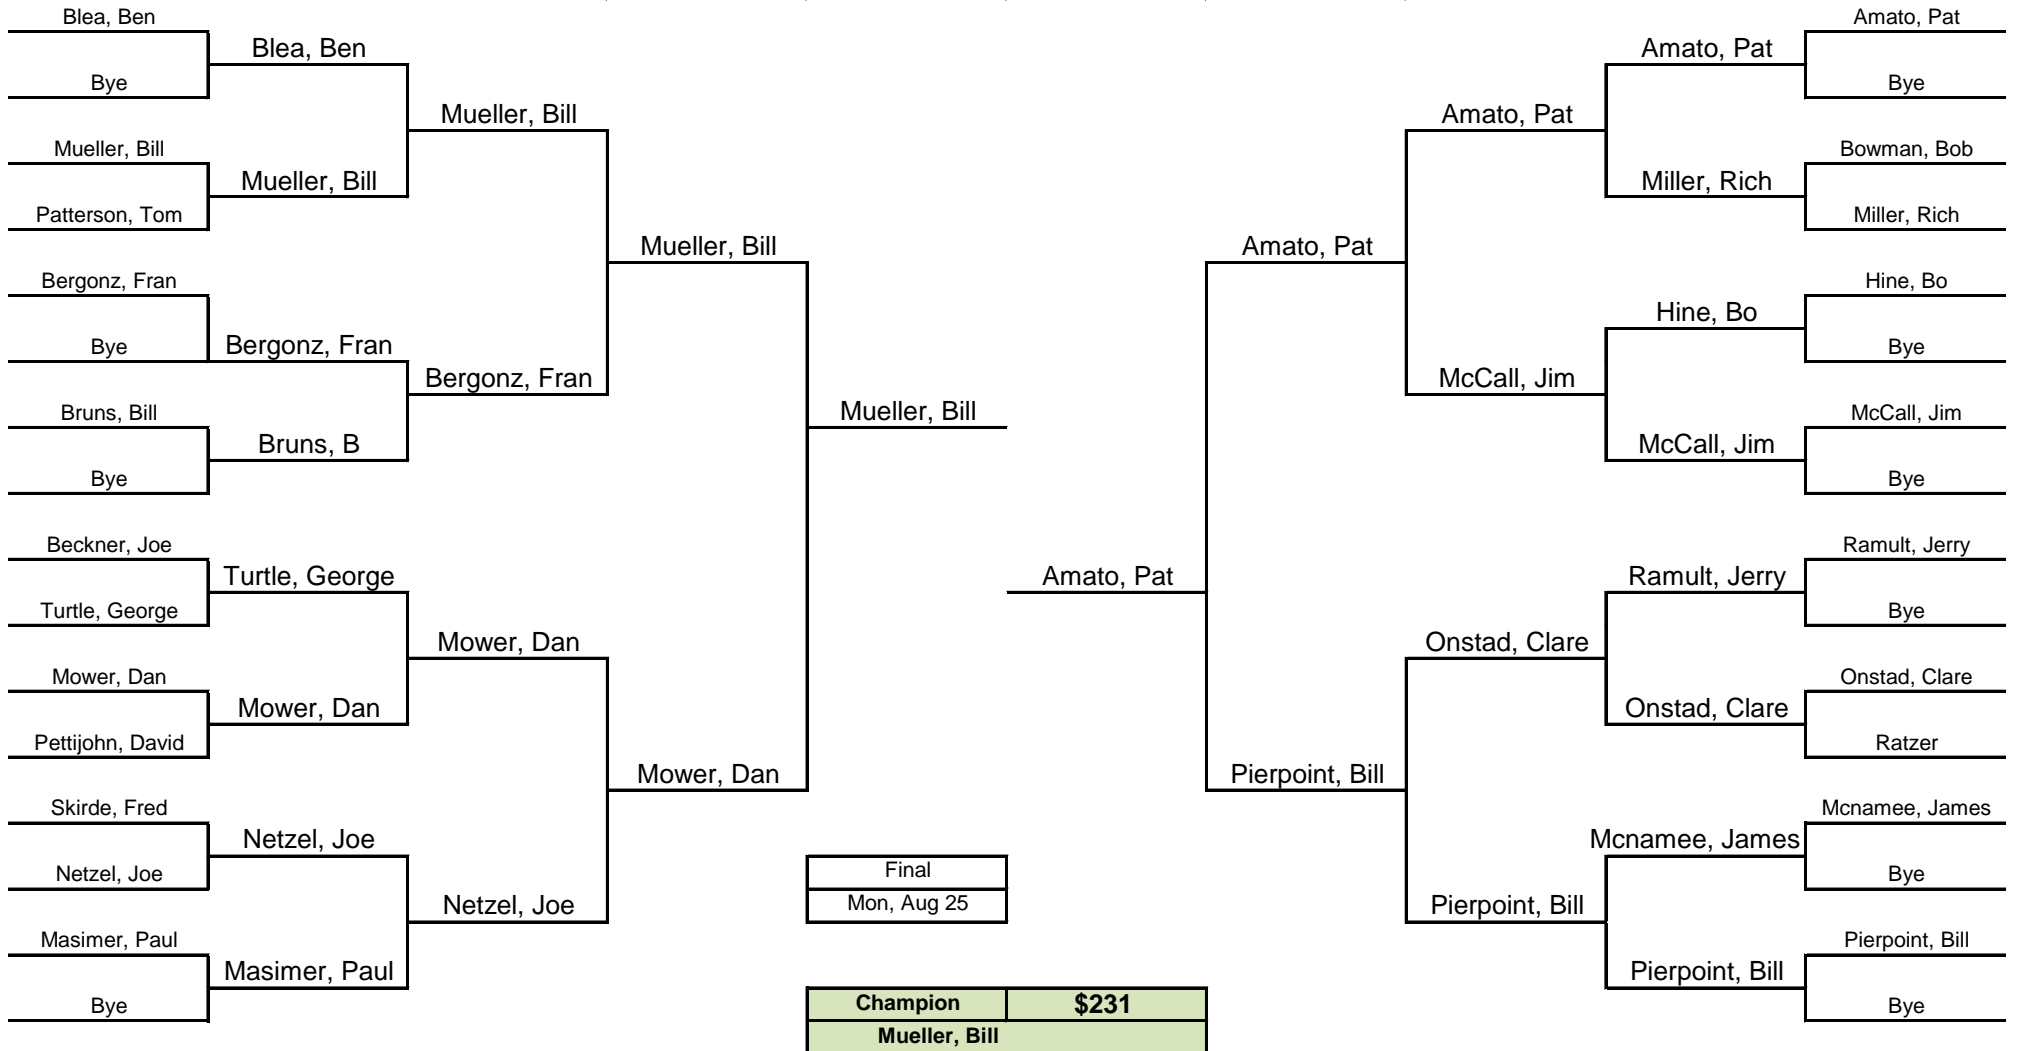 Blea, Ben
Bye
Mueller, Bill
Patterson, Tom
Bergonz, Fran
Bye
Bruns, Bill
Bye
Beckner, Joe
Turtle, George
Mower, Dan
Pettijohn, David
Skirde, Fred
Netzel, Joe
Masimer, Paul
Bye
Blea, Ben
Mueller, Bill
Bergonz, Fran
Bruns, B
Turtle, George
Mower, Dan
Netzel, Joe
Masimer, Paul
Mueller, Bill
Bergonz, Fran
Mower, Dan
Netzel, Joe
Mueller, Bill
Mower, Dan
Mueller, Bill
Amato, Pat
Amato, Pat
Pierpoint, Bill
Amato, Pat
McCall, Jim
Onstad, Clare
Pierpoint, Bill
Amato, Pat
Miller, Rich
Hine, Bo
McCall, Jim
Ramult, Jerry
Onstad, Clare
Mcnamee, James
Pierpoint, Bill
Amato, Pat
Bye
Bowman, Bob
Miller, Rich
Hine, Bo
Bye
McCall, Jim
Bye
Ramult, Jerry
Bye
Onstad, Clare
Ratzer
Mcnamee, James
Bye
Pierpoint, Bill
Bye
Final
Mon, Aug 25
Champion $231
Mueller, Bill